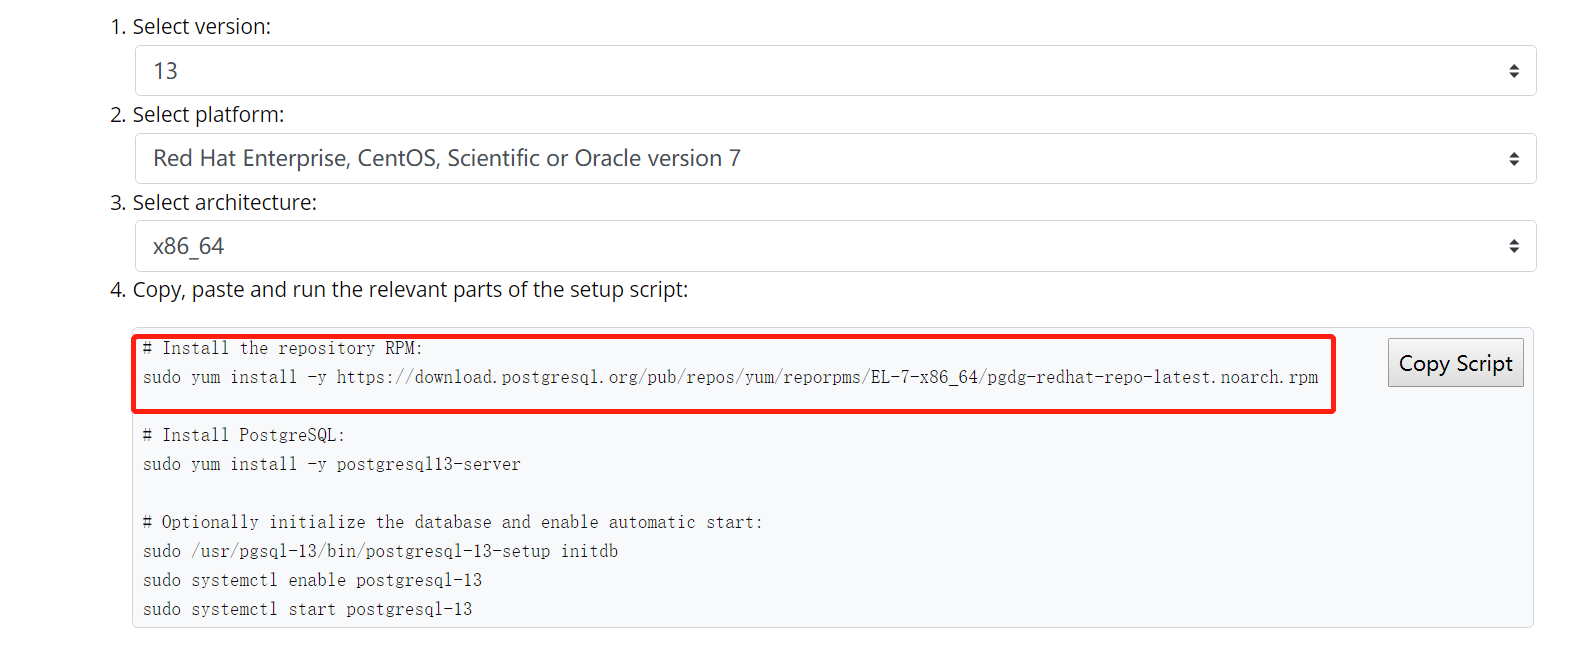 1. Select version:
13
2. Select platform:
Red Hat Enterprise, CentOS, Scientific or Oracle version 7
3. Select architecture:
x86_64
4. Copy, paste and run the relevant parts of the setup script:
# Install the repository RPM:
sudo yum install -y https://download.postgresql.org/pub/repos/yum/reporpms/EL-7-x86_64/pgdg-redhat-repo-latest.noarch.rpm
Copy Script
# Install PostgreSQL:
sudo yum install -y postgresql13-server
# Optionally initialize the database and enable automatic start:
sudo /usr/pgsql-13/bin/postgresql-13-setup initdb
sudo systemctl enable postgresql-13
sudo systemctl start postgresql-13